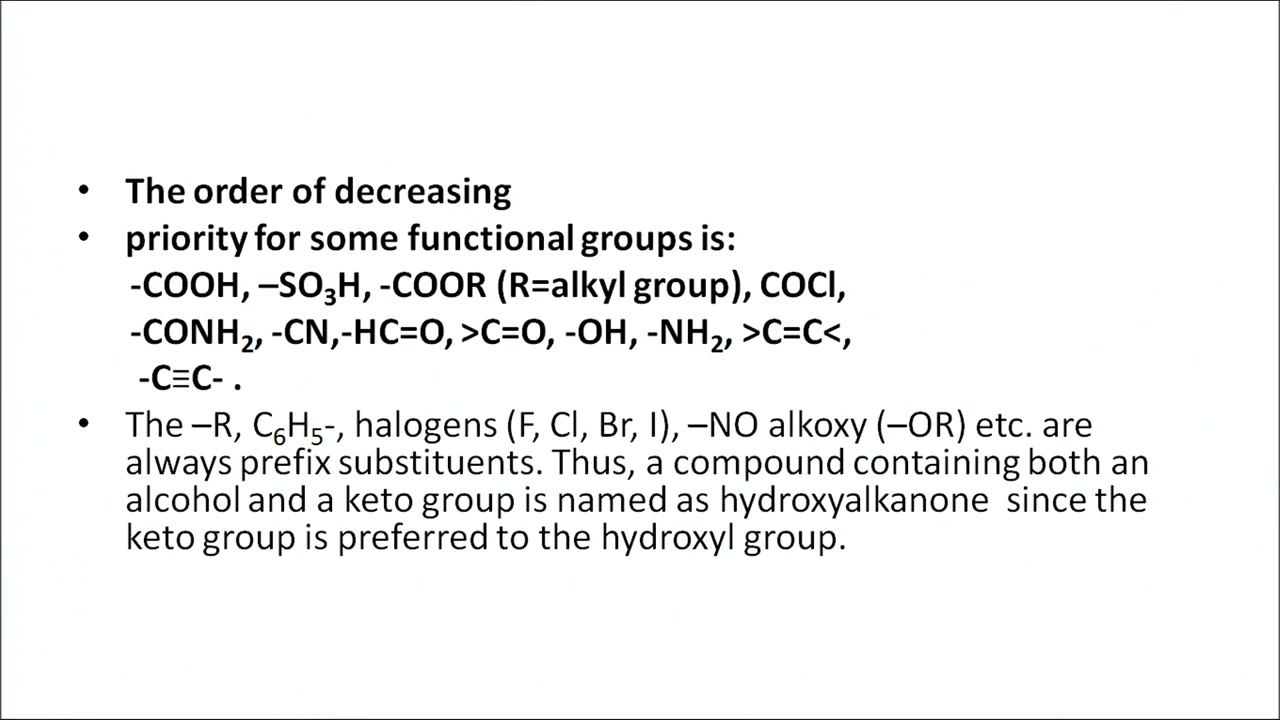 • The order of decreasing
• priority for some functional groups is:
-COOH, –SO₃H, -COOR (R=alkyl group), COCl,
-CONH₂, -CN,-HC=O, >C=O, -OH, -NH₂, >C=C<,
-C≡C- .
• The –R, C₆H₅-, halogens (F, Cl, Br, I), –NO alkoxy (–OR) etc. are
always prefix substituents. Thus, a compound containing both an
alcohol and a keto group is named as hydroxyalkanone since the
keto group is preferred to the hydroxyl group.